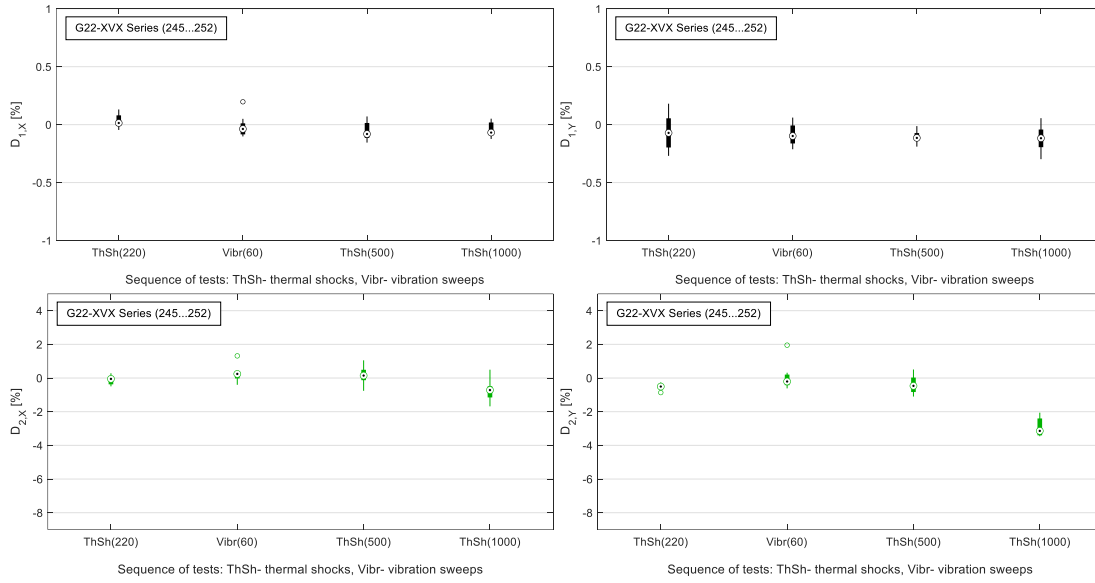 G22-XVX Series (245...252)
1
0.5
0
-0.5
-1
D1,X [%]
ThSh(220) Vibr(60) ThSh(500) ThSh(1000)
Sequence of tests: ThSh- thermal shocks, Vibr- vibration sweeps
G22-XVX Series (245...252)
1
0.5
0
-0.5
-1
D1,Y [%]
ThSh(220) Vibr(60) ThSh(500) ThSh(1000)
Sequence of tests: ThSh- thermal shocks, Vibr- vibration sweeps
G22-XVX Series (245...252)
4
2
0
-2
-4
-6
-8
D2,X [%]
ThSh(220) Vibr(60) ThSh(500) ThSh(1000)
Sequence of tests: ThSh- thermal shocks, Vibr- vibration sweeps
G22-XVX Series (245...252)
4
2
0
-2
-4
-6
-8
D2,Y [%]
ThSh(220) Vibr(60) ThSh(500) ThSh(1000)
Sequence of tests: ThSh- thermal shocks, Vibr- vibration sweeps